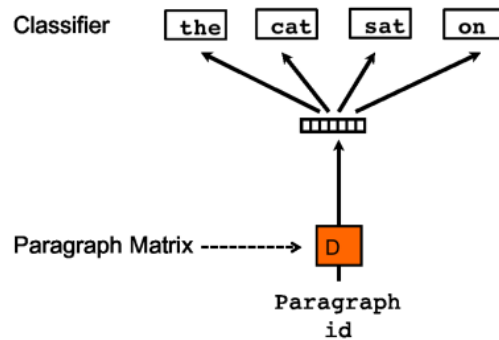 Classifier the cat sat on
Paragraph Matrix D
Paragraph
id